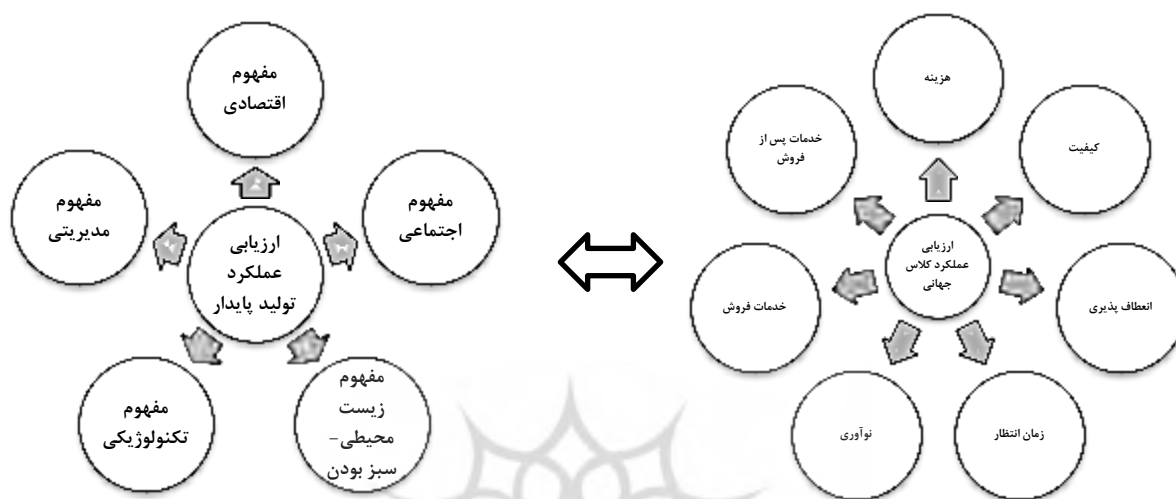 هزینه
کیفیت
انعطاف پذیری
زمان انتظار
نوآوری
خدمات فروش
خدمات پس از
فروش
ارزیابی
عملکرد کلاس
جهانی
مفهوم
اقتصادی
مفهوم
اجتماعی
مفهوم
زیست
محیطی-
سبز بودن
مفهوم
تکنولوژیکی
مفهوم
مدیریتی
ارزیابی
عملکرد
تولید پایدار